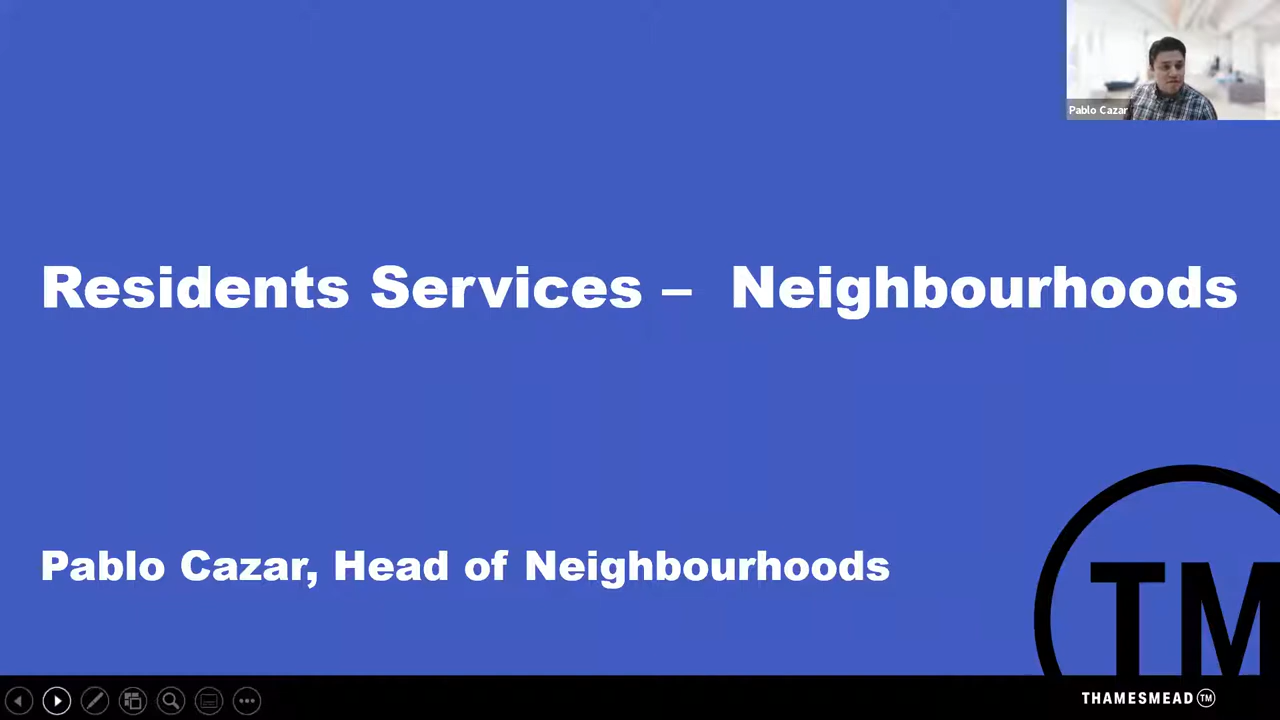 Pablo Cazar
Residents Services – Neighbourhoods
Pablo Cazar, Head of Neighbourhoods
TM
THAMESMEAD TM